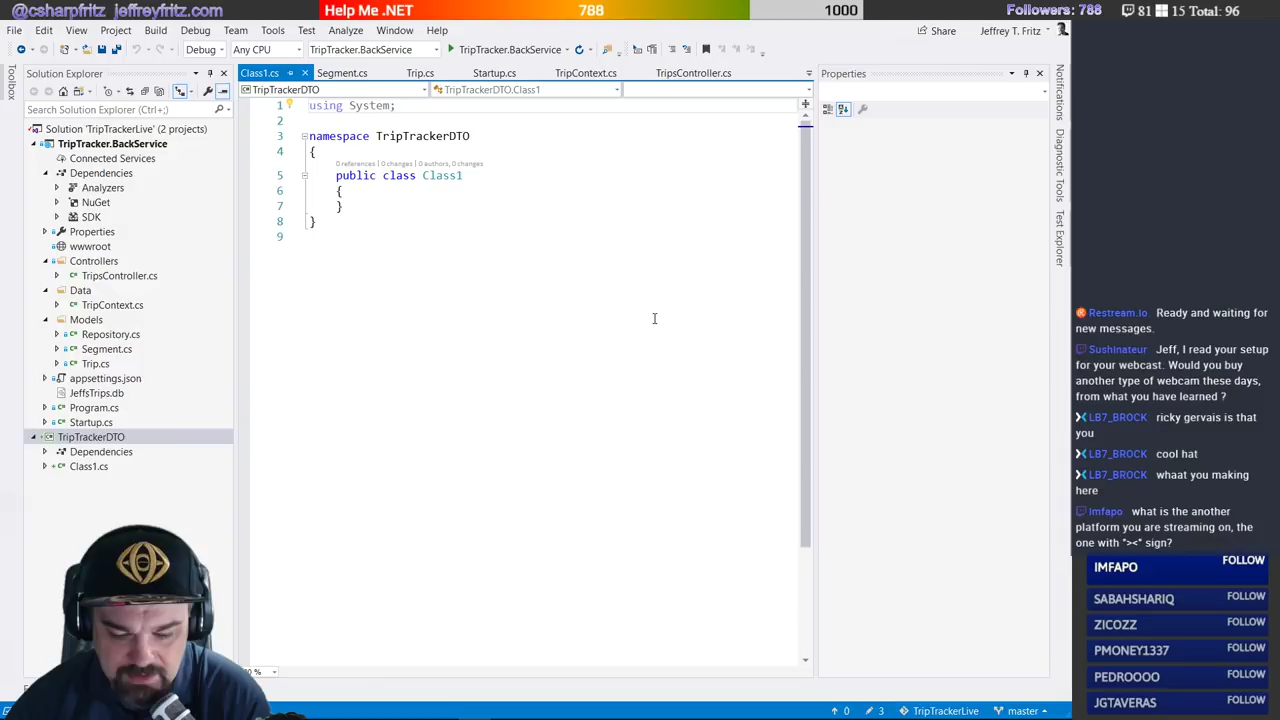 @csharpfritz jeffreyfritz.com
Help Me .NET 788 1000
Followers: 788 81 15 Total: 96
File Edit View Project Build Debug Team Tools Test Analyze Window Help Share Jeffrey T. Fritz
Debug Any CPU TripTracker.BackService TripTracker.BackService
Toolbox
Solution Explorer
Search Solution Explorer (Ctrl+;)
Solution 'TripTrackerLive' (2 projects)
TripTracker.BackService
Connected Services
Dependencies
Analyzers
NuGet
SDK
Properties
wwwroot
Controllers
TripsController.cs
Data
TripContext.cs
Models
Repository.cs
Segment.cs
Trip.cs
appsettings.json
JeffsTrips.db
Program.cs
Startup.cs
TripTrackerDTO
Dependencies
Class1.cs
Class1.cs Segment.cs Trip.cs Startup.cs TripContext.cs TripsController.cs
TripTrackerDTO TripTrackerDTO.Class1
1 using System;
2
3 namespace TripTrackerDTO
4 {
0 references | 0 changes | 0 authors, 0 changes
5 public class Class1
6 {
7 }
8 }
9
Properties
Notifications
Diagnostic Tools
Test Explorer
Restream.io Ready and waiting for
new messages.
Sushinateur Jeff, I read your setup
for your webcast. Would you buy
another type of webcam these days,
from what you have learned ?
LB7_BROCK ricky gervais is that
you
LB7_BROCK cool hat
LB7_BROCK whaat you making
here
Imfapo what is the another
platform you are streaming on, the
one with "><" sign?
IMFAPO FOLLOW
SABAHSHARIQ FOLLOW
ZICOZZ FOLLOW
PMONEY1337 FOLLOW
PEDROOOO FOLLOW
JGTAVERAS FOLLOW
0 3 TripTrackerLive master